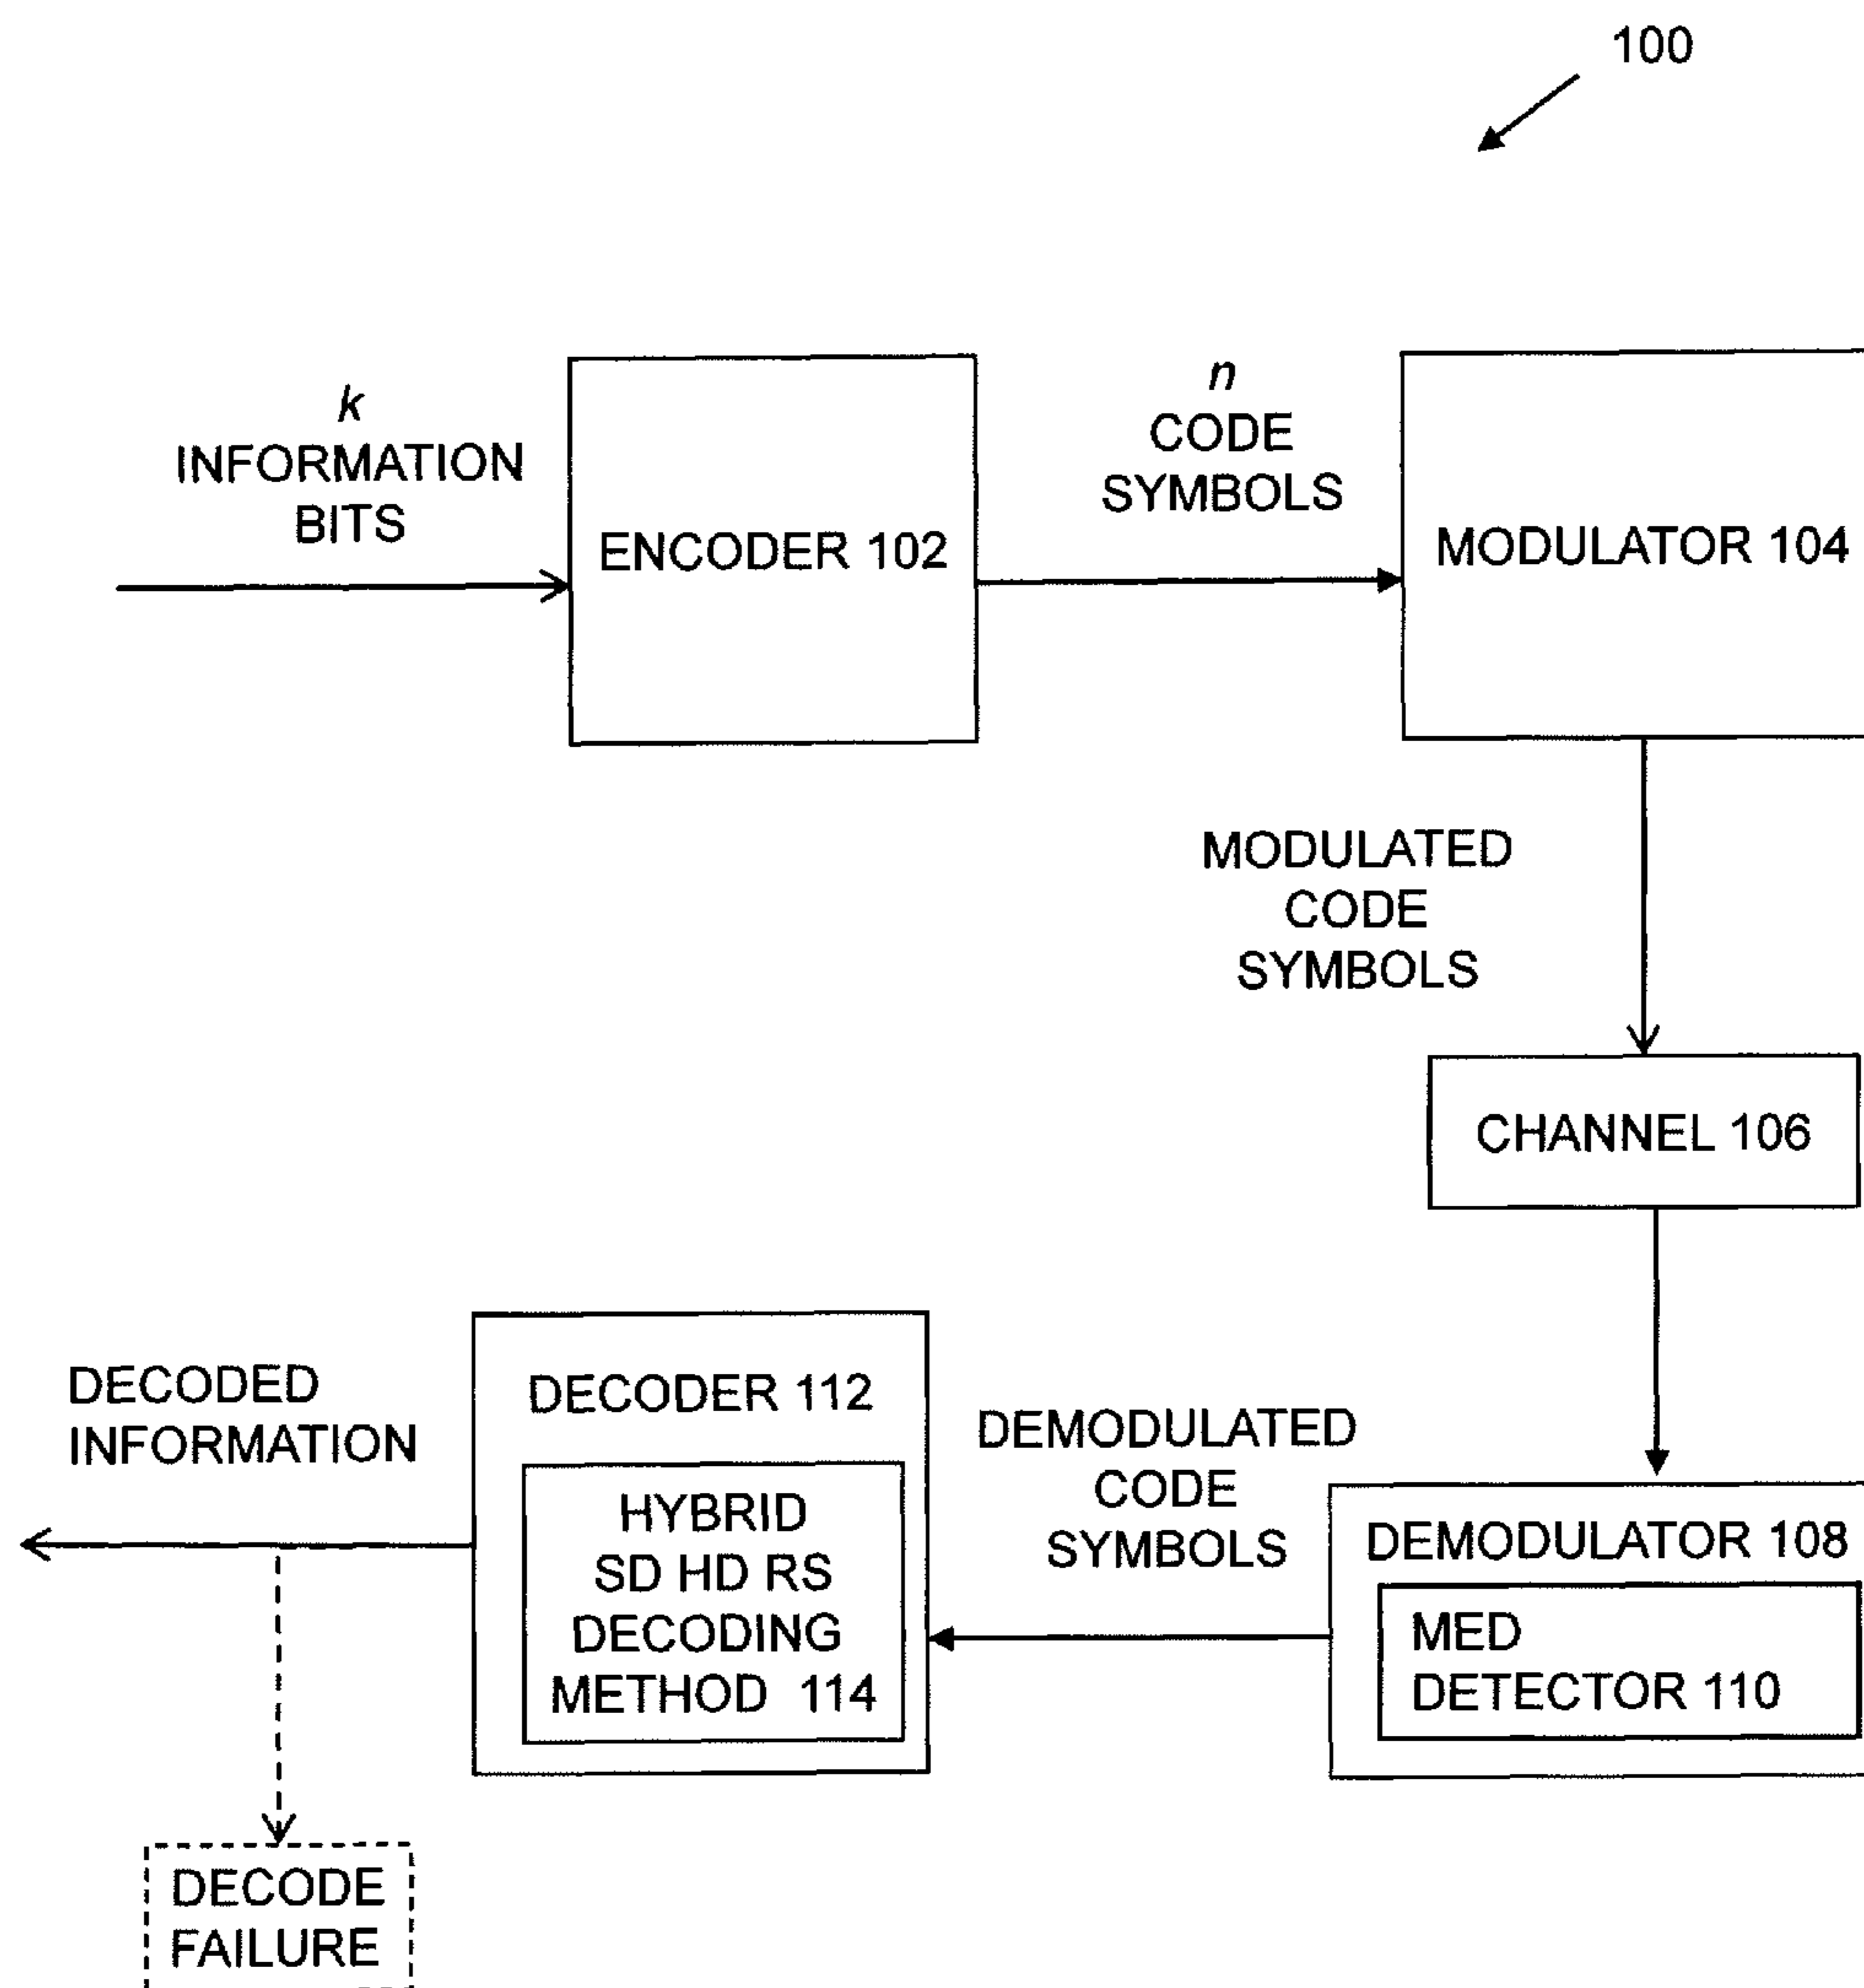 100
k
INFORMATION
BITS
ENCODER 102
n
CODE
SYMBOLS
MODULATOR 104
MODULATED
CODE
SYMBOLS
CHANNEL 106
DEMODULATOR 108
MED
DETECTOR 110
DEMODULATED
CODE
SYMBOLS
DECODER 112
HYBRID
SD HD RS
DECODING
METHOD 114
DECODED
INFORMATION
DECODE
FAILURE